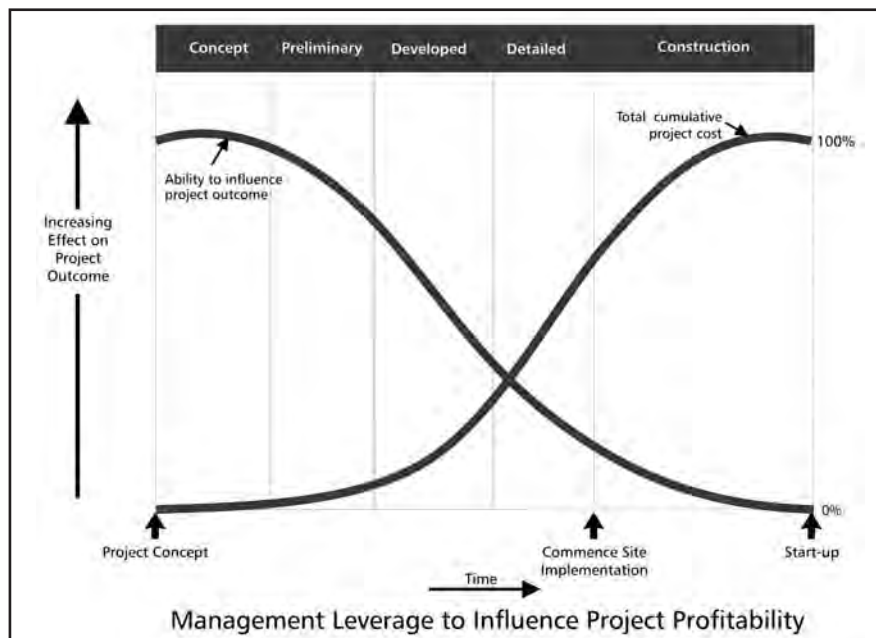 Concept Preliminary Developed Detailed Construction
Total cumulative
project cost
100%
Ability to influence
project outcome
Increasing
Effect on
Project
Outcome
0%
Project Concept
Commence Site
Implementation
Start-up
Time
Management Leverage to Influence Project Profitability